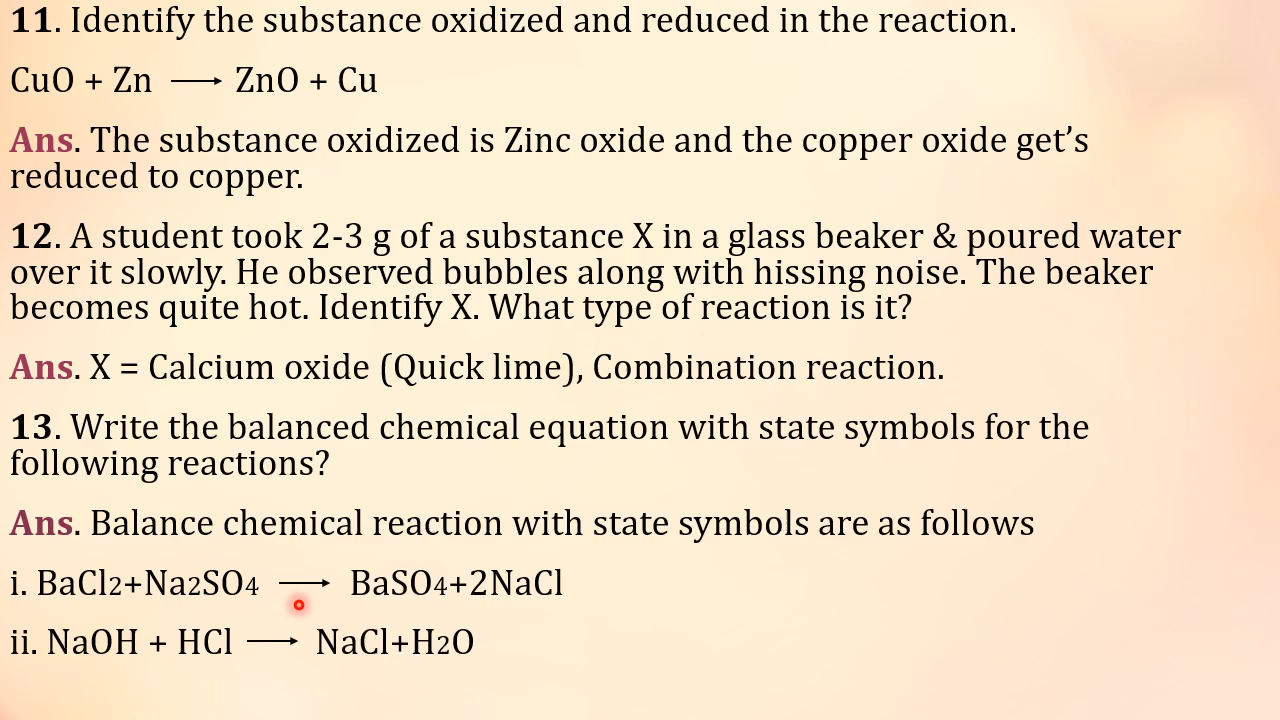 11. Identify the substance oxidized and reduced in the reaction.
CuO + Zn ⟶ ZnO + Cu
Ans. The substance oxidized is Zinc oxide and the copper oxide get’s
reduced to copper.
12. A student took 2-3 g of a substance X in a glass beaker & poured water
over it slowly. He observed bubbles along with hissing noise. The beaker
becomes quite hot. Identify X. What type of reaction is it?
Ans. X = Calcium oxide (Quick lime), Combination reaction.
13. Write the balanced chemical equation with state symbols for the
following reactions?
Ans. Balance chemical reaction with state symbols are as follows
i. BaCl2+Na2SO4 ⟶ BaSO4+2NaCl
ii. NaOH + HCl ⟶ NaCl+H2O